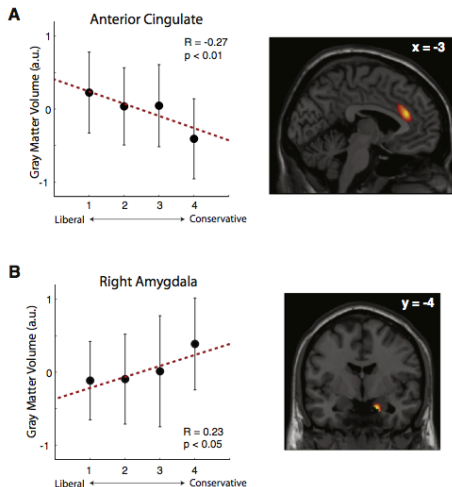 A
Anterior Cingulate
R = -0.27
p < 0.01
x = -3
Gray Matter Volume (a.u.)
1
0
-1
1 2 3 4
Liberal Conservative
B
Right Amygdala
y = -4
Gray Matter Volume (a.u.)
1
0
-1
R = 0.23
p < 0.05
1 2 3 4
Liberal Conservative